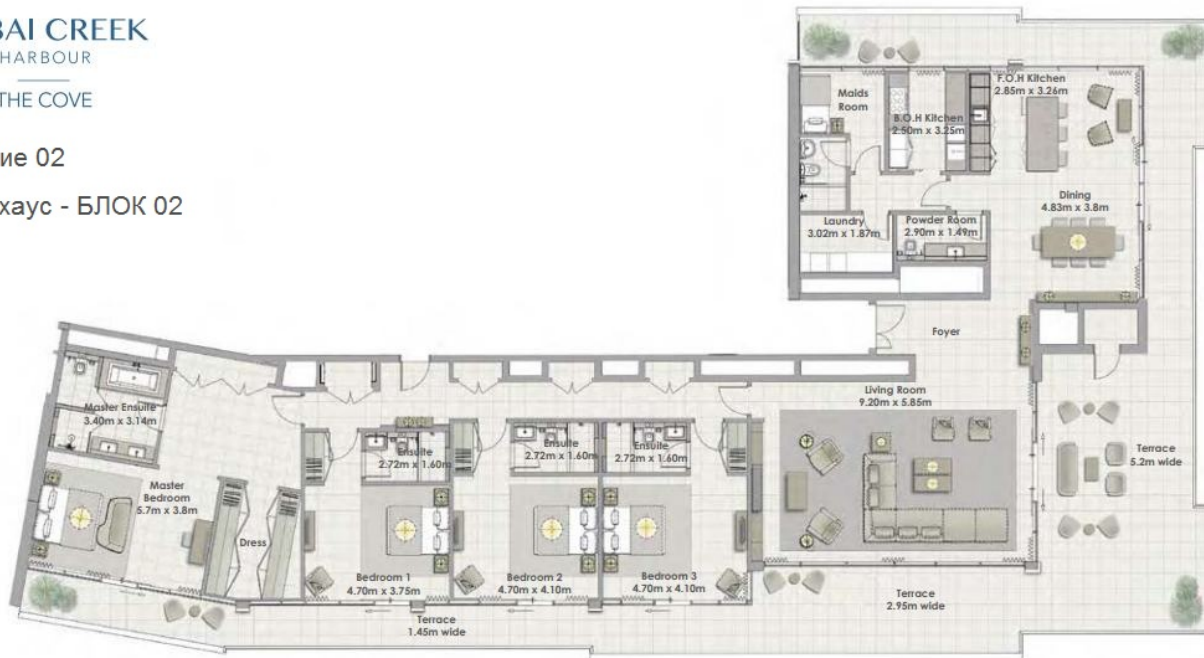 BAI CREEK
HARBOUR
THE COVE
ие 02
хаус - БЛОК 02
Maids
Room
B.O.H Kitchen
2.50m x 3.25m
F.O.H Kitchen
2.85m x 3.26m
Dining
4.83m x 3.8m
Laundry
3.02m x 1.87m
Powder Room
2.90m x 1.49m
Foyer
Living Room
9.20m x 5.85m
Terrace
5.2m wide
Master Ensuite
3.40m x 3.14m
Ensuite
2.72m x 1.60m
Ensuite
2.72m x 1.60m
Ensuite
2.72m x 1.60m
Master
Bedroom
5.7m x 3.8m
Dress
Bedroom 1
4.70m x 3.75m
Bedroom 2
4.70m x 4.10m
Bedroom 3
4.70m x 4.10m
Terrace
1.45m wide
Terrace
2.95m wide